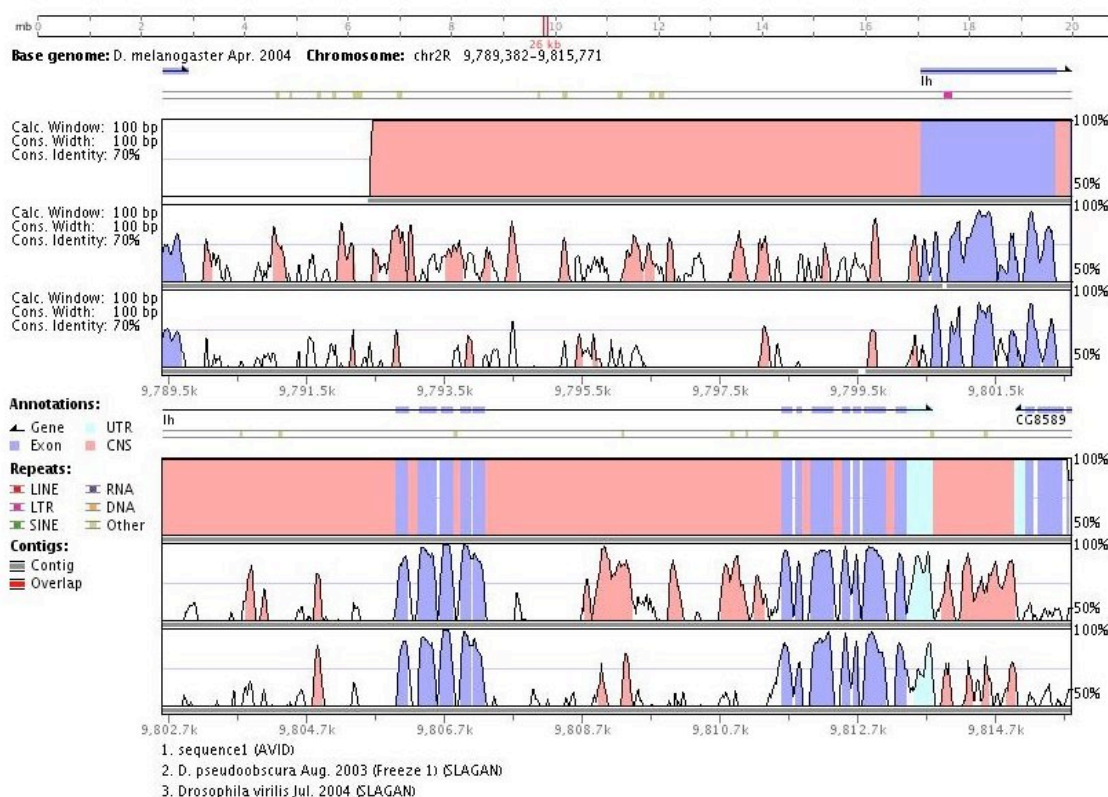 mb 0 2 4 6 8 10 12 14 16 18 20
26 kb
Base genome: D. melanogaster Apr. 2004 Chromosome: chr2R 9,789,382-9,815,771
Ih
Calc. Window: 100 bp 100%
Cons. Width: 100 bp
Cons. Identity: 70%
50%
Calc. Window: 100 bp 100%
Cons. Width: 100 bp
Cons. Identity: 70%
50%
Calc. Window: 100 bp 100%
Cons. Width: 100 bp
Cons. Identity: 70%
50%
9,789.5k 9,791.5k 9,793.5k 9,795.5k 9,797.5k 9,799.5k 9,801.5k
Annotations:
Gene UTR
Exon CNS
Repeats:
LINE RNA
LTR DNA
SINE Other
Contigs:
Contig
Overlap
Ih CG8589
100%
50%
100%
50%
100%
50%
9,802.7k 9,804.7k 9,806.7k 9,808.7k 9,810.7k 9,812.7k 9,814.7k
1. sequence1 (AVID)
2. D. pseudoobscura Aug. 2003 (Freeze 1) (SLAGAN)
3. Drosophila virilis Jul. 2004 (SLAGAN)